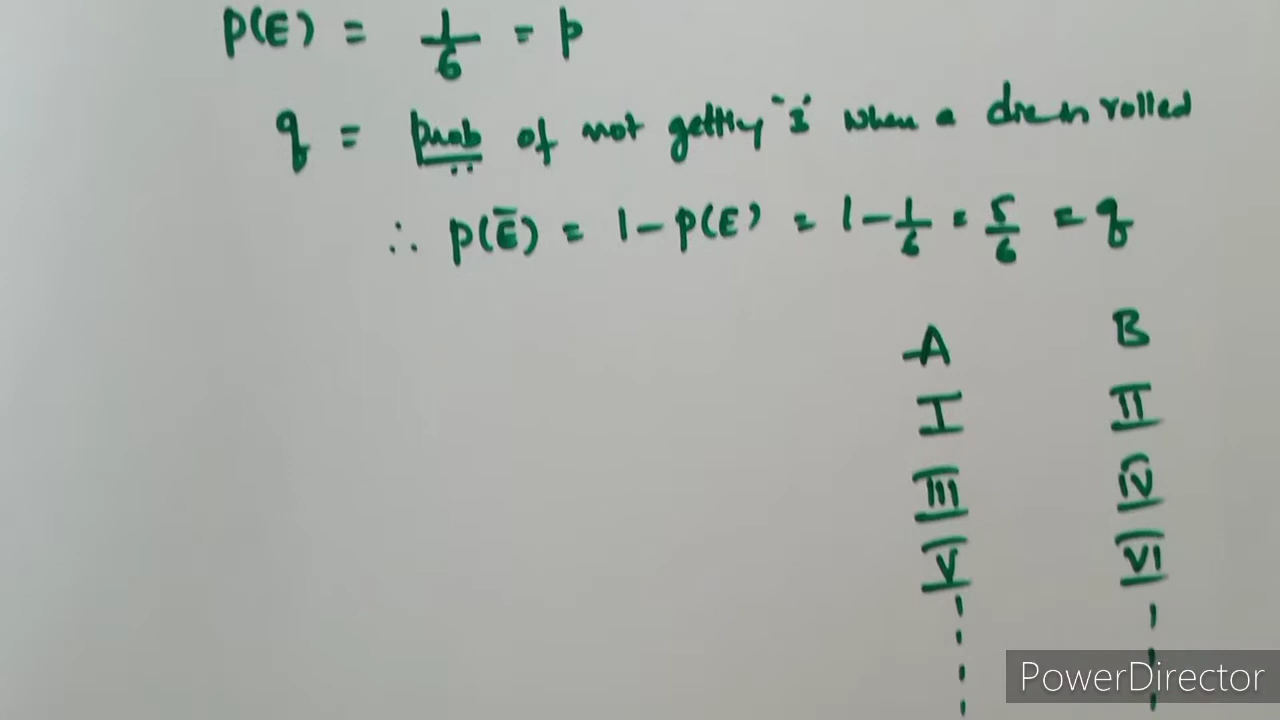 P(E) = 1/6 = p
q = prob of not getting "1" when a die is rolled
∴ P(Ē) = 1 - P(E) = 1 - 1/6 = 5/6 = q
A B
I II
III IV
V VI
PowerDirector